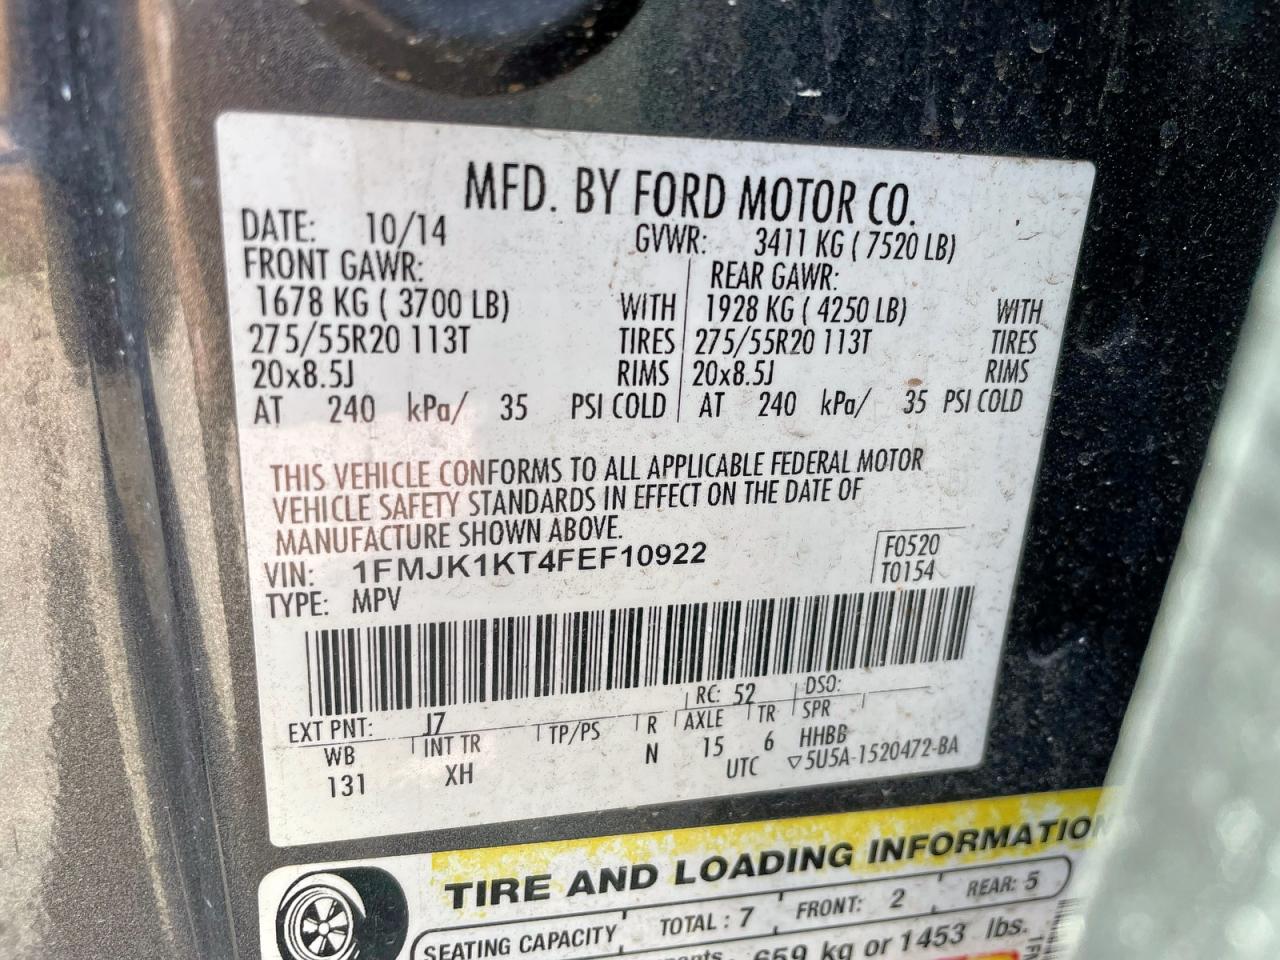 MFD. BY FORD MOTOR CO.
DATE: 10/14 GVWR: 3411 KG ( 7520 LB)
FRONT GAWR: REAR GAWR:
1678 KG ( 3700 LB) WITH 1928 KG ( 4250 LB) WITH
275/55R20 113T TIRES 275/55R20 113T TIRES
20x8.5J RIMS 20x8.5J RIMS
AT 240 kPa/ 35 PSI COLD AT 240 kPa/ 35 PSI COLD
THIS VEHICLE CONFORMS TO ALL APPLICABLE FEDERAL MOTOR
VEHICLE SAFETY STANDARDS IN EFFECT ON THE DATE OF
MANUFACTURE SHOWN ABOVE.
VIN: 1FMJK1KT4FEF10922 F0520
TYPE: MPV T0154
EXT PNT: J7 RC: 52 DSO:
WB INT TR TP/PS R AXLE TR SPR
131 XH N 15 6 HHBB
UTC ▽5U5A-1520472-BA
TIRE AND LOADING INFORMATION
SEATING CAPACITY TOTAL : 7 FRONT: 2 REAR: 5
659 kg or 1453 lbs.